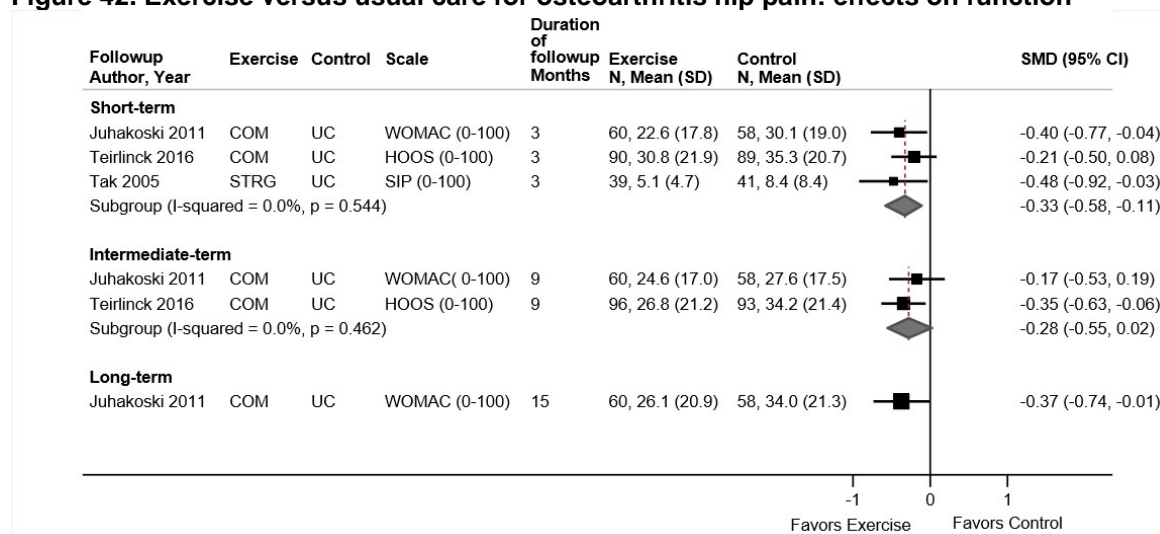 Figure 42. Exercise versus usual care for osteoarthritis hip pain: effects on function
Followup Author, Year Exercise Control Scale Duration of followup Months Exercise N, Mean (SD) Control N, Mean (SD) SMD (95% CI)
Short-term
Juhakoski 2011 COM UC WOMAC (0-100) 3 60, 22.6 (17.8) 58, 30.1 (19.0) -0.40 (-0.77, -0.04)
Teirlinck 2016 COM UC HOOS (0-100) 3 90, 30.8 (21.9) 89, 35.3 (20.7) -0.21 (-0.50, 0.08)
Tak 2005 STRG UC SIP (0-100) 3 39, 5.1 (4.7) 41, 8.4 (8.4) -0.48 (-0.92, -0.03)
Subgroup (I-squared = 0.0%, p = 0.544) -0.33 (-0.58, -0.11)
Intermediate-term
Juhakoski 2011 COM UC WOMAC( 0-100) 9 60, 24.6 (17.0) 58, 27.6 (17.5) -0.17 (-0.53, 0.19)
Teirlinck 2016 COM UC HOOS (0-100) 9 96, 26.8 (21.2) 93, 34.2 (21.4) -0.35 (-0.63, -0.06)
Subgroup (I-squared = 0.0%, p = 0.462) -0.28 (-0.55, 0.02)
Long-term
Juhakoski 2011 COM UC WOMAC (0-100) 15 60, 26.1 (20.9) 58, 34.0 (21.3) -0.37 (-0.74, -0.01)
-1 0 1
Favors Exercise Favors Control